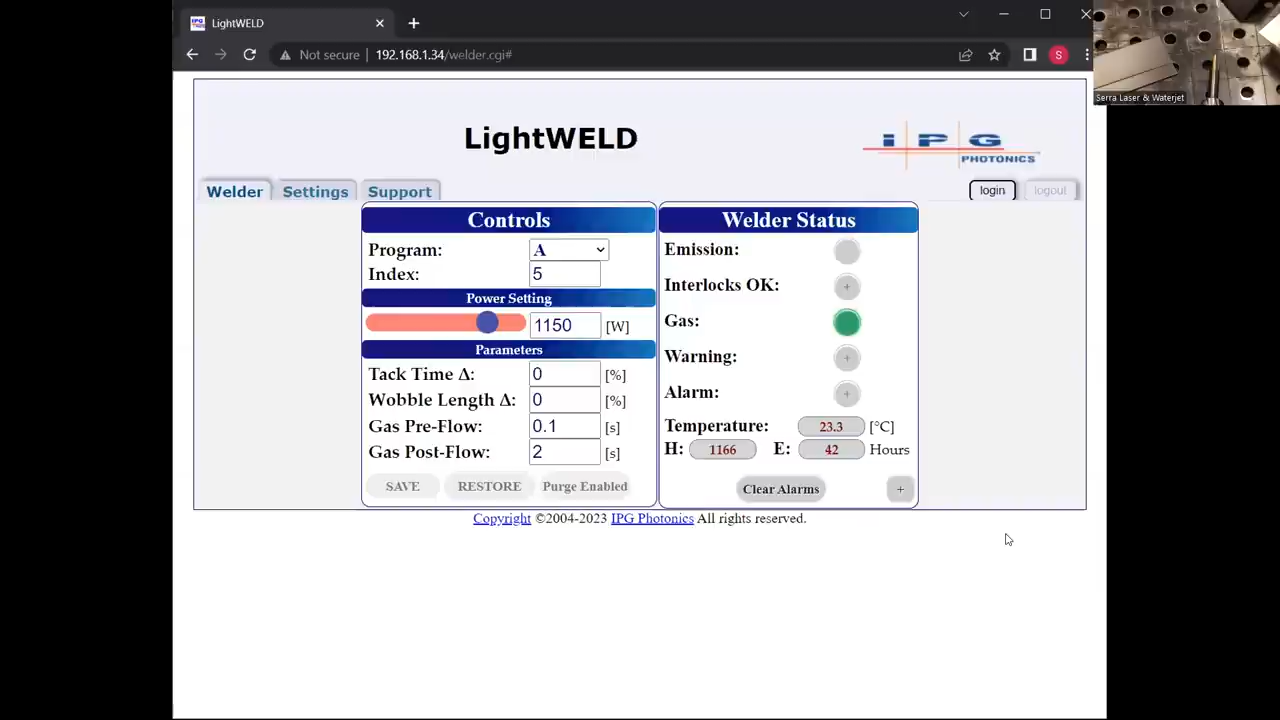 LightWELD
Not secure | 192.168.1.34/welder.cgi#
S
Serra Laser & Waterjet
LightWELD
IPG
PHOTONICS
Welder Settings Support login logout
Controls
Program: A
Index: 5
Power Setting
1150 [W]
Parameters
Tack Time Δ: 0 [%]
Wobble Length Δ: 0 [%]
Gas Pre-Flow: 0.1 [s]
Gas Post-Flow: 2 [s]
SAVE RESTORE Purge Enabled
Welder Status
Emission:
Interlocks OK: +
Gas:
Warning: +
Alarm: +
Temperature: 23.3 [°C]
H: 1166 E: 42 Hours
Clear Alarms +
Copyright ©2004-2023 IPG Photonics All rights reserved.